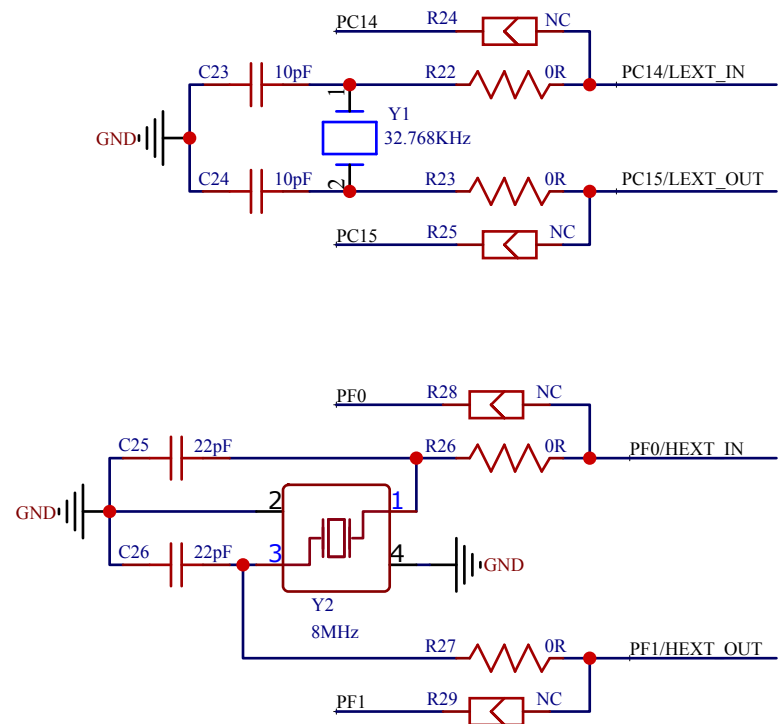 PC14 R24 NC
C23 10pF R22 0R PC14/LEXT_IN
1
Y1
GND 32.768KHz
2
C24 10pF R23 0R PC15/LEXT_OUT
PC15 R25 NC
PF0 R28 NC
C25 22pF R26 0R PF0/HEXT_IN
GND 2 1
C26 22pF 3 4 GND
Y2
8MHz
R27 0R PF1/HEXT_OUT
PF1 R29 NC